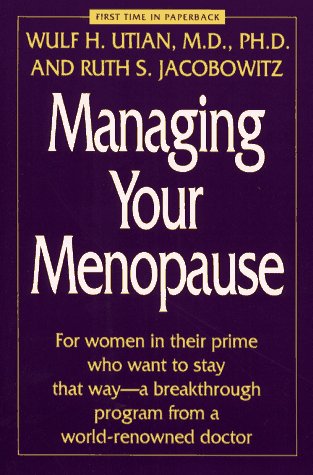 FIRST TIME IN PAPERBACK
WULF H. UTIAN, M.D., PH.D.
AND RUTH S. JACOBOWITZ
Managing
Your
Menopause
For women in their prime
who want to stay
that way—a breakthrough
program from a
world-renowned doctor